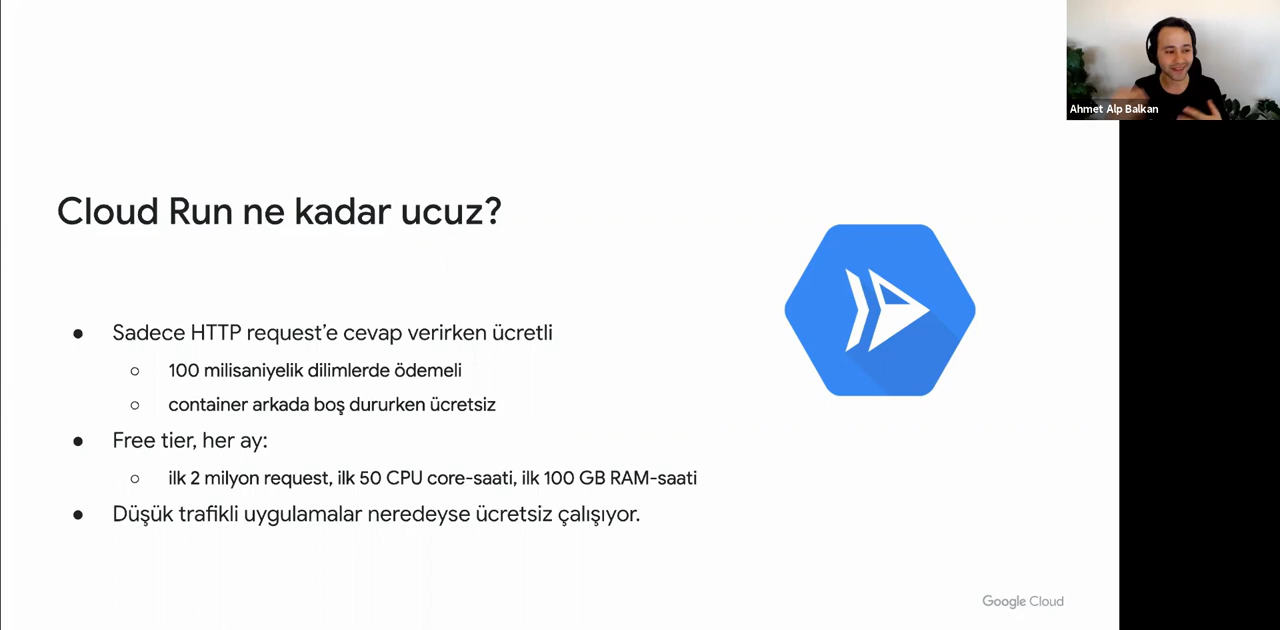 Ahmet Alp Balkan
Cloud Run ne kadar ucuz?
● Sadece HTTP request’e cevap verirken ücretli
○ 100 milisaniyelik dilimlerde ödemeli
○ container arkada boş dururken ücretsiz
● Free tier, her ay:
○ ilk 2 milyon request, ilk 50 CPU core-saati, ilk 100 GB RAM-saati
● Düşük trafikli uygulamalar neredeyse ücretsiz çalışıyor.
Google Cloud